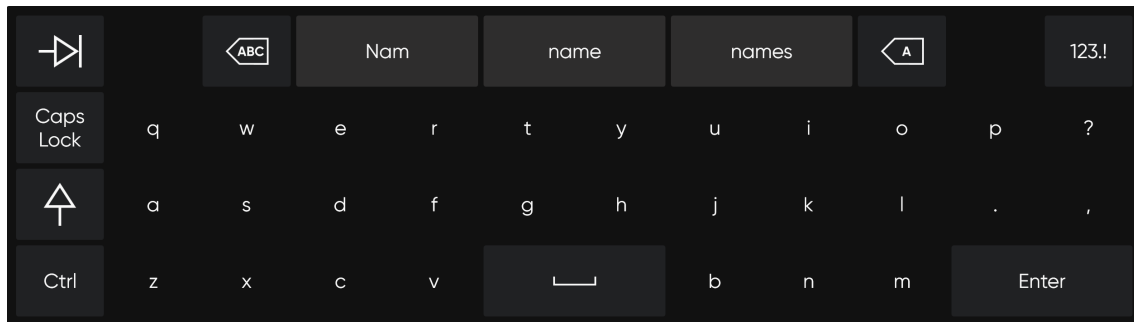 ABC Nam name names A 123.!
Caps Lock q w e r t y u i o p ?
a s d f g h j k l . ,
Ctrl z x c v b n m Enter